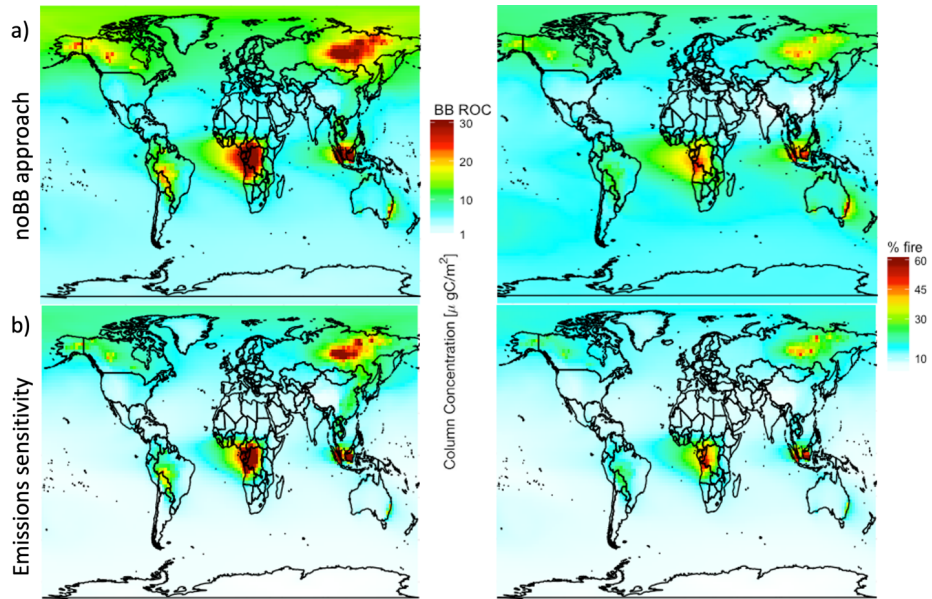 a)
noBB approach
BB ROC
30
20
10
1
Column Concentration [μ gC/m²]
% fire
60
45
30
10
b)
Emissions sensitivity